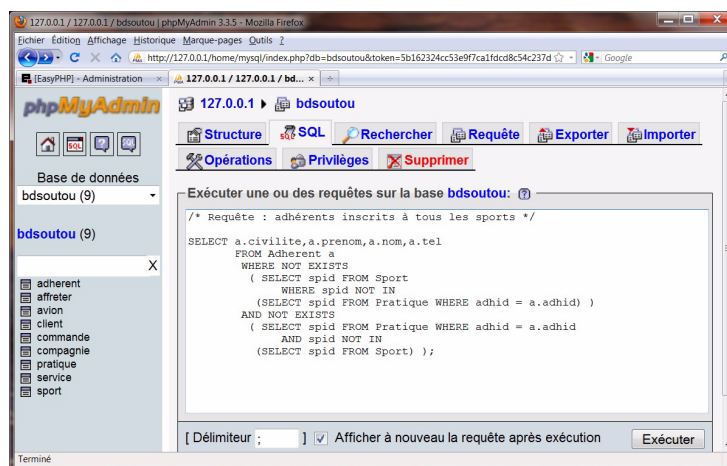 127.0.0.1 / 127.0.0.1 / bdsoutou | phpMyAdmin 3.3.5 - Mozilla Firefox
Fichier Édition Affichage Historique Marque-pages Outils ?
http://127.0.0.1/home/mysql/index.php?db=bdsoutou&token=5b162324cc53e9f7ca1fdcd8c54c237d
Google
[EasyPHP] - Administration
127.0.0.1 / 127.0.0.1 / bd...
phpMyAdmin
127.0.0.1 bdsoutou
Structure SQL Rechercher Requête Exporter Importer
Opérations Privilèges Supprimer
SQL
Base de données
bdsoutou (9)
bdsoutou (9)
X
adherent
affreter
avion
client
commande
compagnie
pratique
service
sport
Exécuter une ou des requêtes sur la base bdsoutou:
/* Requête : adhérents inscrits à tous les sports */
SELECT a.civilite,a.prenom,a.nom,a.tel
FROM Adherent a
WHERE NOT EXISTS
( SELECT spid FROM Sport
WHERE spid NOT IN
(SELECT spid FROM Pratique WHERE adhid = a.adhid) )
AND NOT EXISTS
( SELECT spid FROM Pratique WHERE adhid = a.adhid
AND spid NOT IN
(SELECT spid FROM Sport) );
[ Délimiteur ; ] Afficher à nouveau la requête après exécution Exécuter
Terminé